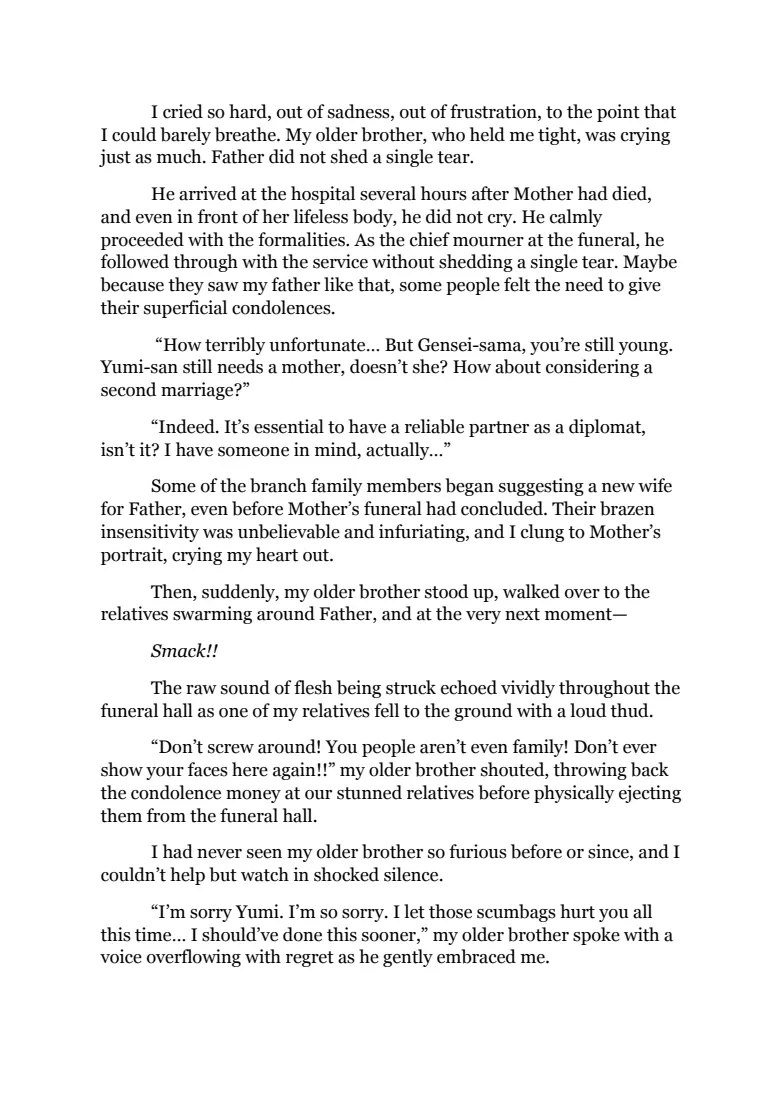 I cried so hard, out of sadness, out of frustration, to the point that
I could barely breathe. My older brother, who held me tight, was crying
just as much. Father did not shed a single tear.
He arrived at the hospital several hours after Mother had died,
and even in front of her lifeless body, he did not cry. He calmly
proceeded with the formalities. As the chief mourner at the funeral, he
followed through with the service without shedding a single tear. Maybe
because they saw my father like that, some people felt the need to give
their superficial condolences.
“How terribly unfortunate... But Gensei-sama, you’re still young.
Yumi-san still needs a mother, doesn’t she? How about considering a
second marriage?”
“Indeed. It’s essential to have a reliable partner as a diplomat,
isn’t it? I have someone in mind, actually...”
Some of the branch family members began suggesting a new wife
for Father, even before Mother’s funeral had concluded. Their brazen
insensitivity was unbelievable and infuriating, and I clung to Mother’s
portrait, crying my heart out.
Then, suddenly, my older brother stood up, walked over to the
relatives swarming around Father, and at the very next moment—
Smack!!
The raw sound of flesh being struck echoed vividly throughout the
funeral hall as one of my relatives fell to the ground with a loud thud.
“Don’t screw around! You people aren’t even family! Don’t ever
show your faces here again!!” my older brother shouted, throwing back
the condolence money at our stunned relatives before physically ejecting
them from the funeral hall.
I had never seen my older brother so furious before or since, and I
couldn’t help but watch in shocked silence.
“I’m sorry Yumi. I’m so sorry. I let those scumbags hurt you all
this time... I should’ve done this sooner,” my older brother spoke with a
voice overflowing with regret as he gently embraced me.